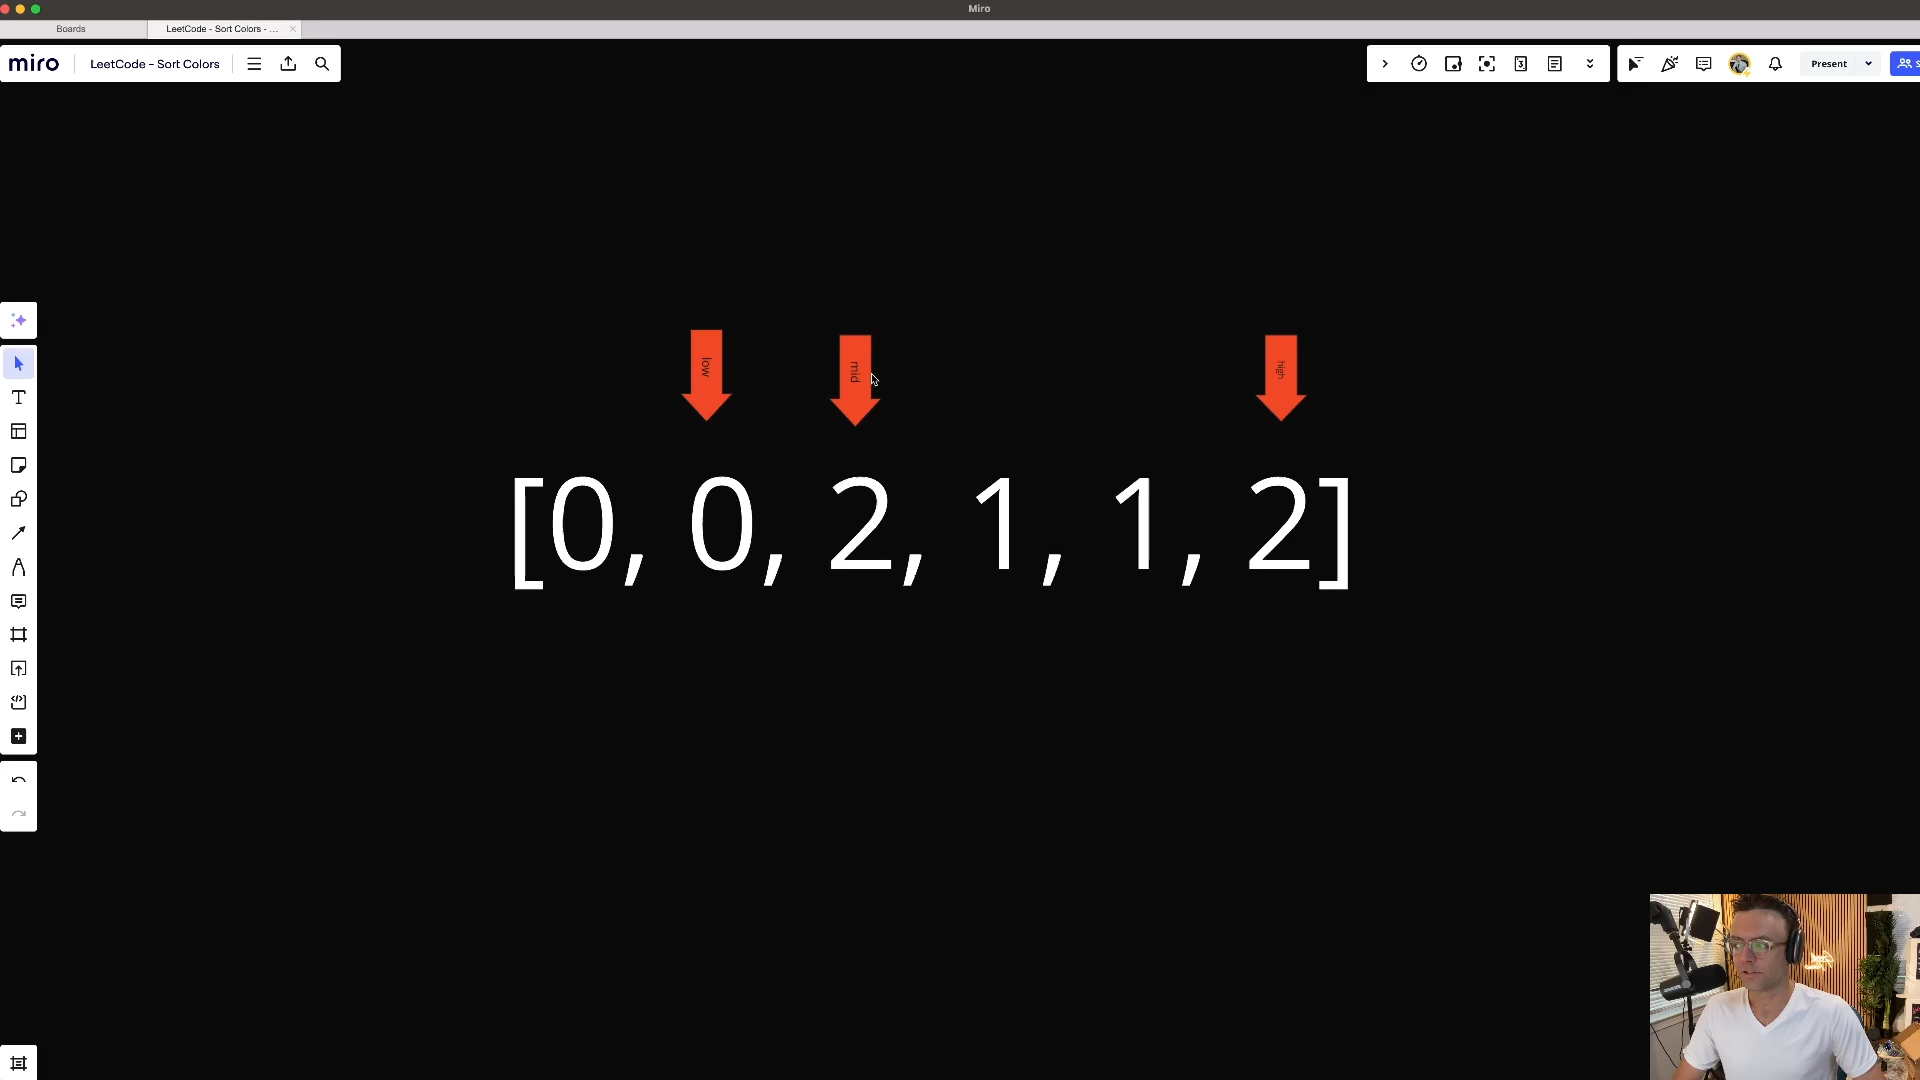 Miro
Boards
LeetCode - Sort Colors - ...
miro
LeetCode - Sort Colors
3
Present
S
low
mid
high
[0, 0, 2, 1, 1, 2]